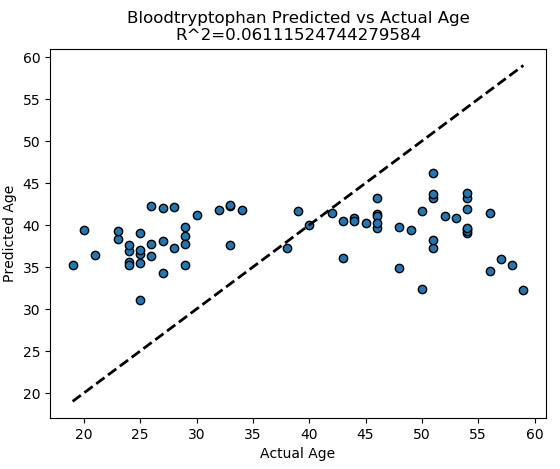 Bloodtryptophan Predicted vs Actual Age
R^2=0.06111524744279584
60
55
50
45
40
35
30
25
20
Predicted Age
20 25 30 35 40 45 50 55 60
Actual Age